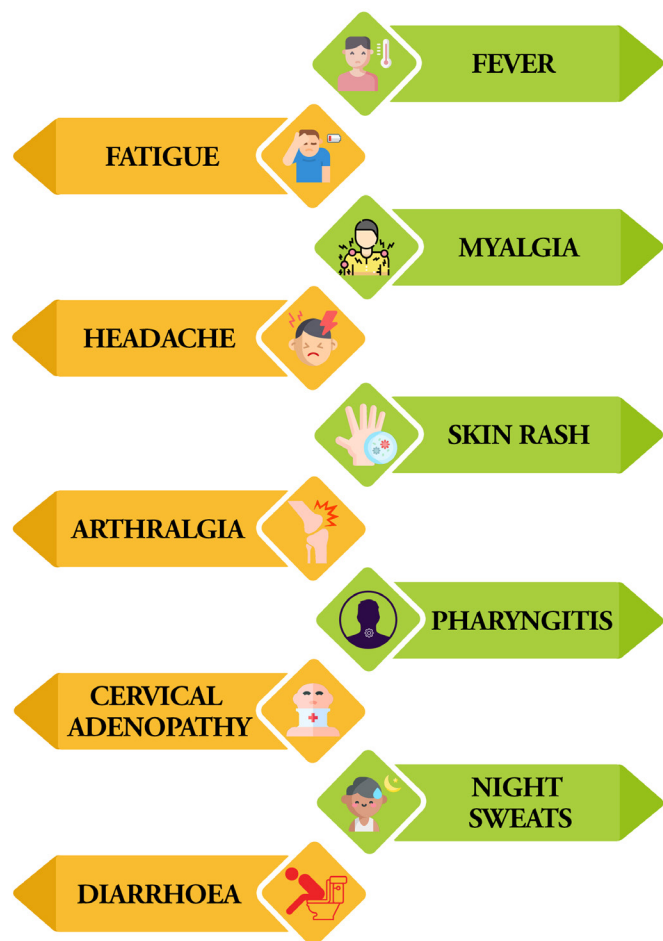 FEVER
FATIGUE
MYALGIA
HEADACHE
SKIN RASH
ARTHRALGIA
PHARYNGITIS
CERVICAL
ADENOPATHY
NIGHT
SWEATS
DIARRHOEA